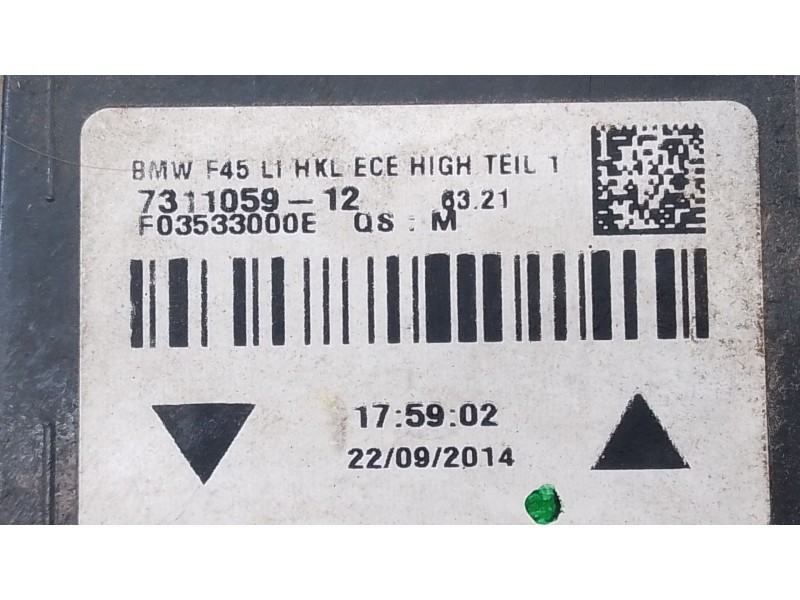 BMW F45 LI HKL ECE HIGH TEIL 1
7311059-12 63.21
F03533000E QS : M
17:59:02
22/09/2014